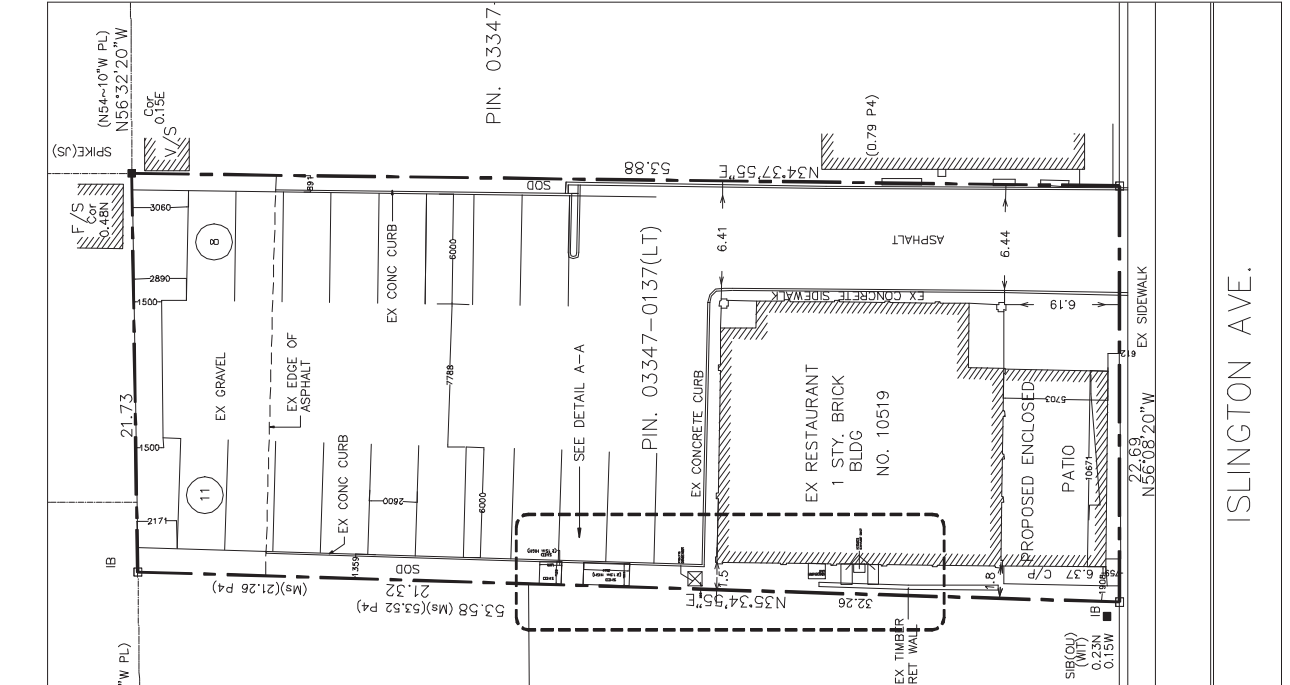 (N54~10"W PL)
N56°32'20"W
Cor
0.15E
V/S
SPIKE(JS)
F/S
Cor
0.48N
PIN. 03347-
(0.79 P4)
53.88
N34°37'55"E
891
SOD
3060
8
2890
1500
EX CONC CURB
6000
6.41
ASPHALT
6.44
EX CONCRETE SIDEWALK
6.19
EX SIDEWALK
612
21.73
EX GRAVEL
EX EDGE OF
ASPHALT
7788
SEE DETAIL A-A
PIN. 03347-0137(LT)
EX CONCRETE CURB
EX RESTAURANT
1 STY. BRICK
BLDG
NO. 10519
PROPOSED ENCLOSED
PATIO
5703
10671
22.69
N56°08'20"W
ISLINGTON AVE.
1500
11
2171
EX CONC CURB
2600
6000
IB
1359
SOD
(Ms)(21.26 P4)
21.32
53.58 (Ms)(53.52 P4)
1.5
N35°34'55"E
32.26
1.8
C/P
6.37
759
1908
IB
EX TIMBER
RET WALL
SIB(OU)
(WIT)
0.23N
0.15W
"W PL)